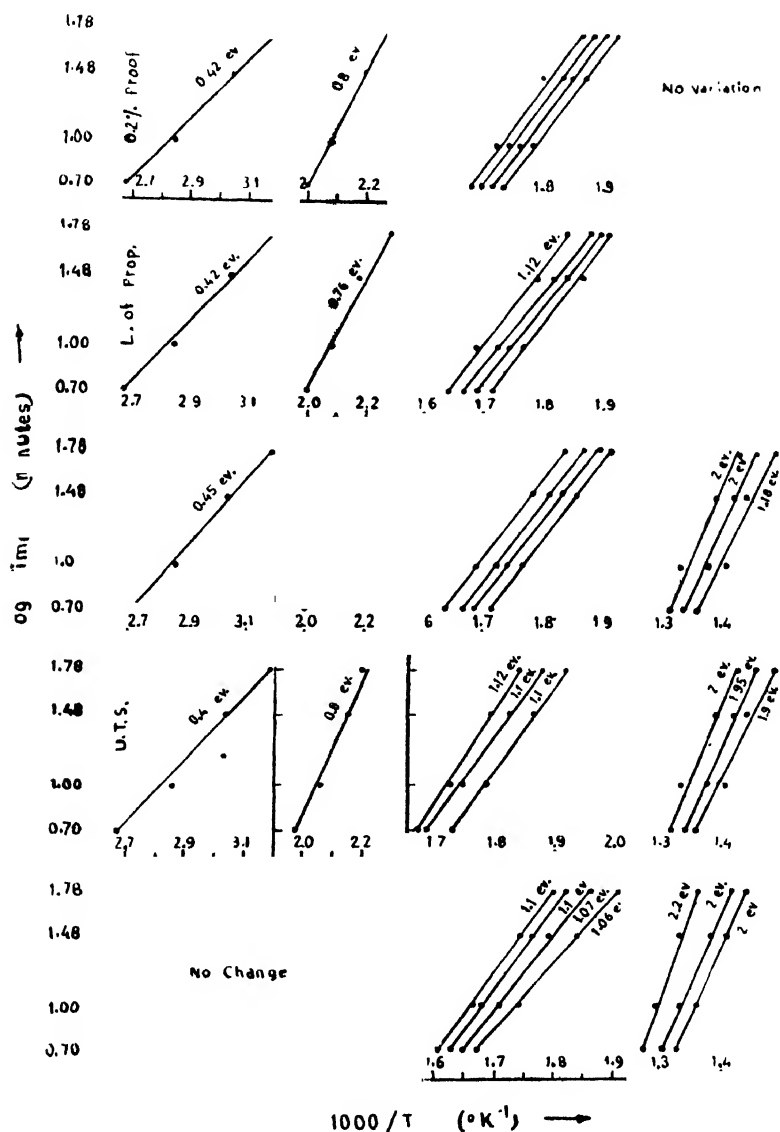 1.78
1.48
1.00
0.70
0.2% Proof
0.42 ev
0.8 ev
No variation
2.7 2.9 3.1 2 2.2 1.8 1.9
1.78
1.48
1.00
0.70
L. of Prop.
0.42 ev.
0.76 ev.
1.12 ev.
2.7 2.9 3.1 2.0 2.2 1.6 1.7 1.8 1.9
1.78
1.48
1.0
0.70
0.45 ev.
2 ev.
2 ev
1.18 ev.
2.7 2.9 3.1 2.0 2.2 6 1.7 1.8 1.9 1.3 1.4
1.78
1.48
1.00
0.70
U.T.S.
0.4 ev.
0.8 ev.
1.12 ev.
1.1 ev.
1.1 ev.
2 ev.
1.95 ev.
1.9 ev.
2.7 2.9 3.1 2.0 2.2 1.7 1.8 1.9 2.0 1.3 1.4
1.78
1.48
1.00
0.70
No Change
1.1 ev.
1.1 ev
1.07 ev.
1.06 e.
2.2 ev
2 ev
2 ev
1.6 1.7 1.8 1.9 1.3 1.4
og Tim (n nutes)
1000/T (°K⁻¹)